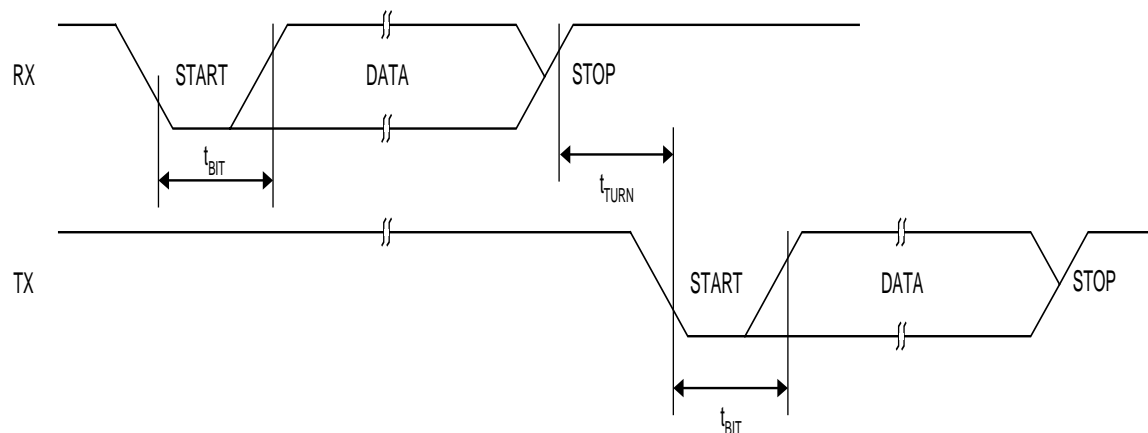 RX
START
DATA
STOP
tBIT
tTURN
TX
START
DATA
STOP
tBIT